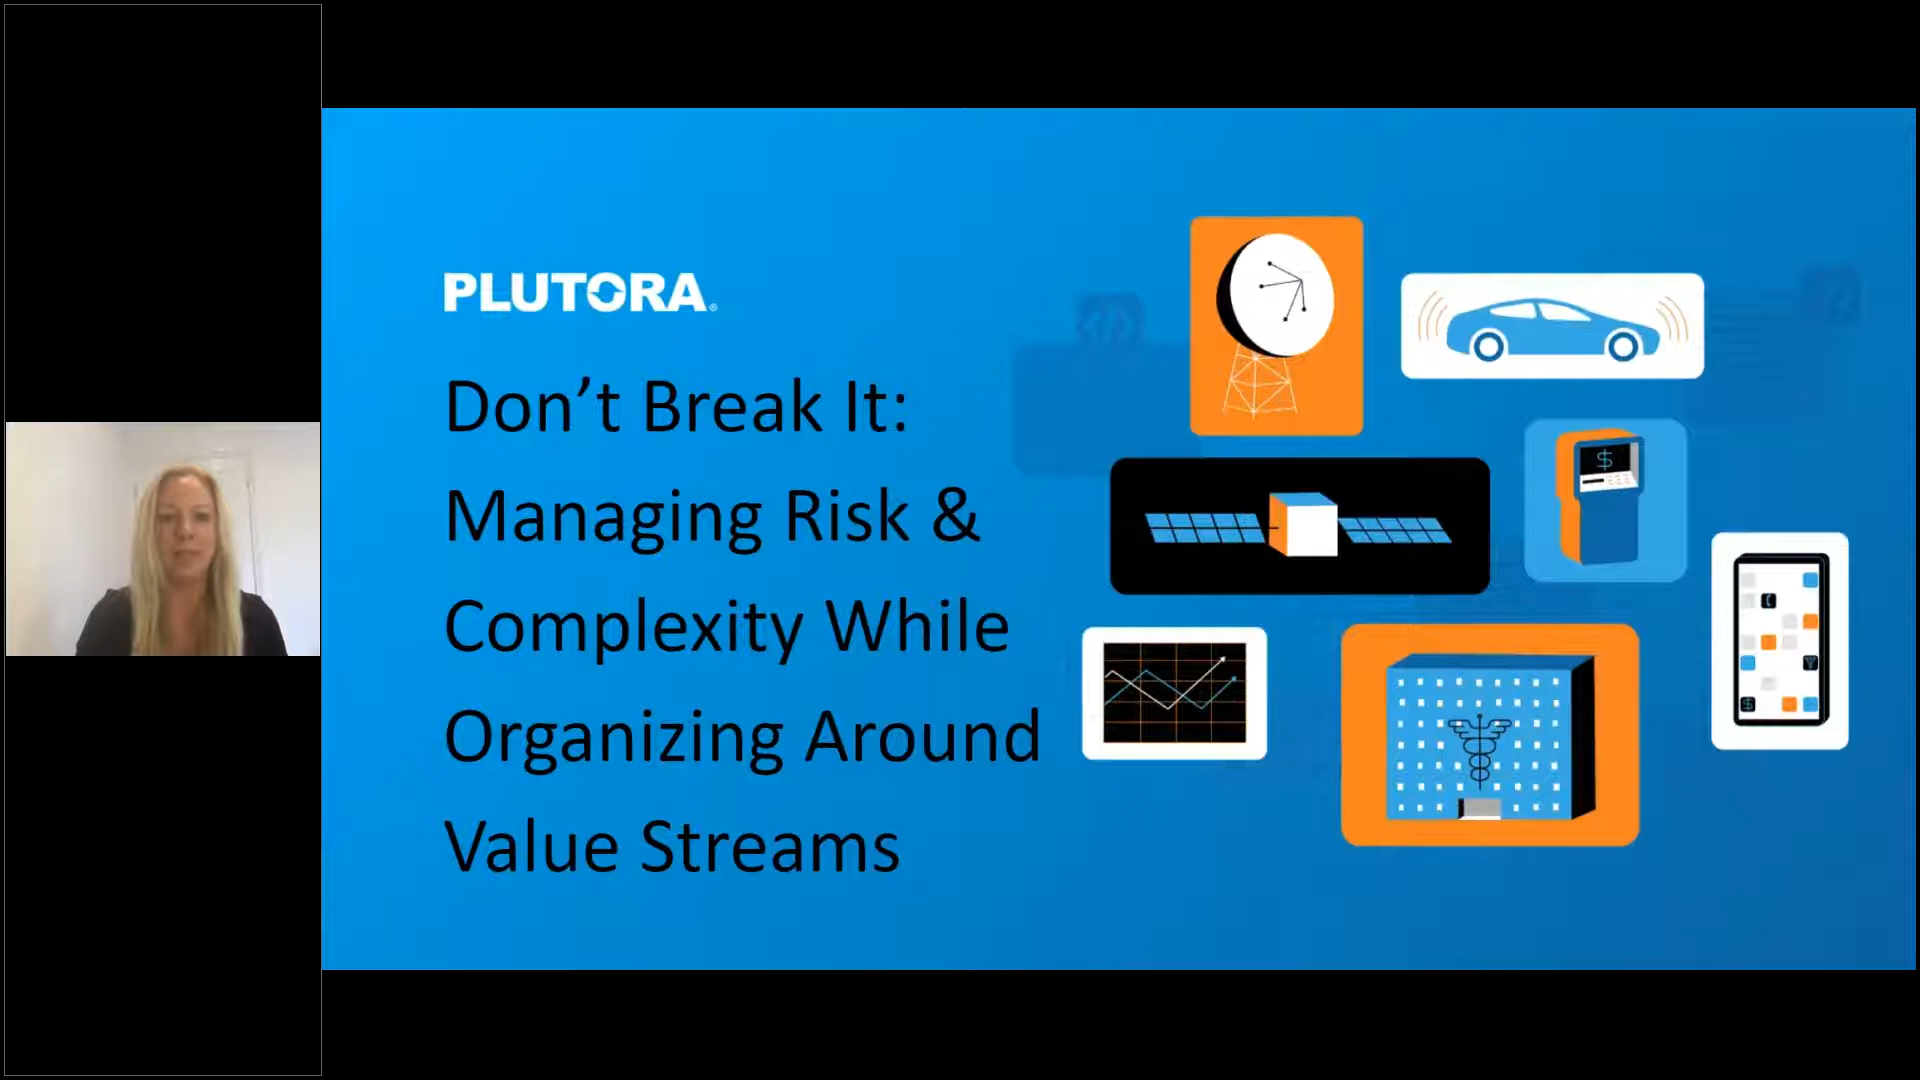 PLUTORA®
Don’t Break It:
Managing Risk &
Complexity While
Organizing Around
Value Streams
$
$